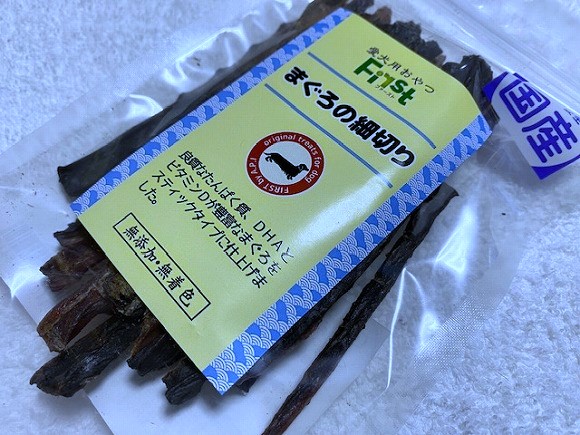 愛犬用おやつ
First
ファースト
まぐろの細切り
original treats for dog
FIRST by A.P.J
良質なたんぱく質、DHAと
ビタミンDが豊富なまぐろを
スティックタイプに仕上げま
した。
無添加・無着色
国産